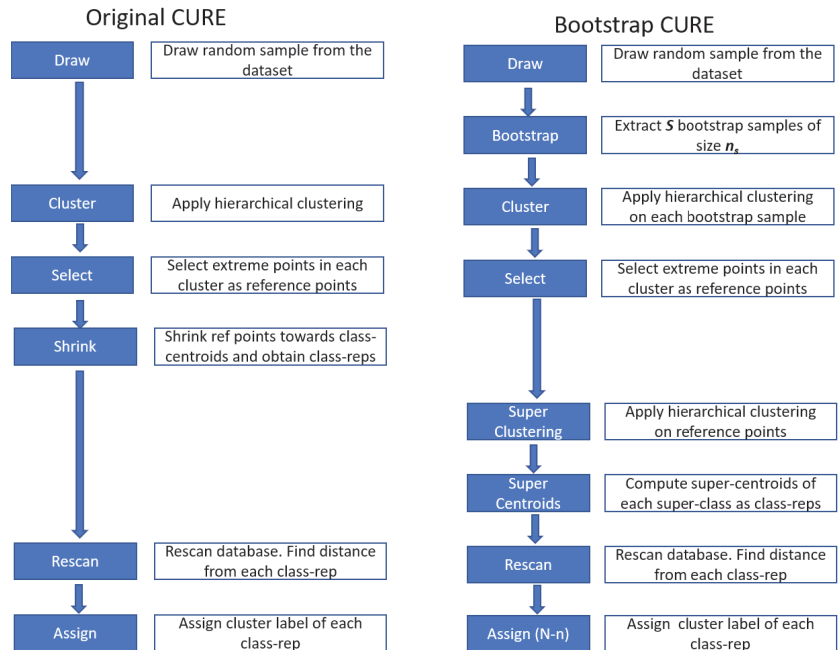 Original CURE
Draw
Draw random sample from the
dataset
Cluster
Apply hierarchical clustering
Select
Select extreme points in each
cluster as reference points
Shrink
Shrink ref points towards class-
centroids and obtain class-reps
Rescan
Rescan database. Find distance
from each class-rep
Assign
Assign cluster label of each
class-rep
Bootstrap CURE
Draw
Draw random sample from the
dataset
Bootstrap
Extract S bootstrap samples of
size ns
Cluster
Apply hierarchical clustering
on each bootstrap sample
Select
Select extreme points in each
cluster as reference points
Super
Clustering
Apply hierarchical clustering
on reference points
Super
Centroids
Compute super-centroids of
each super-class as class-reps
Rescan
Rescan database. Find distance
from each class-rep
Assign (N-n)
Assign cluster label of each
class-rep